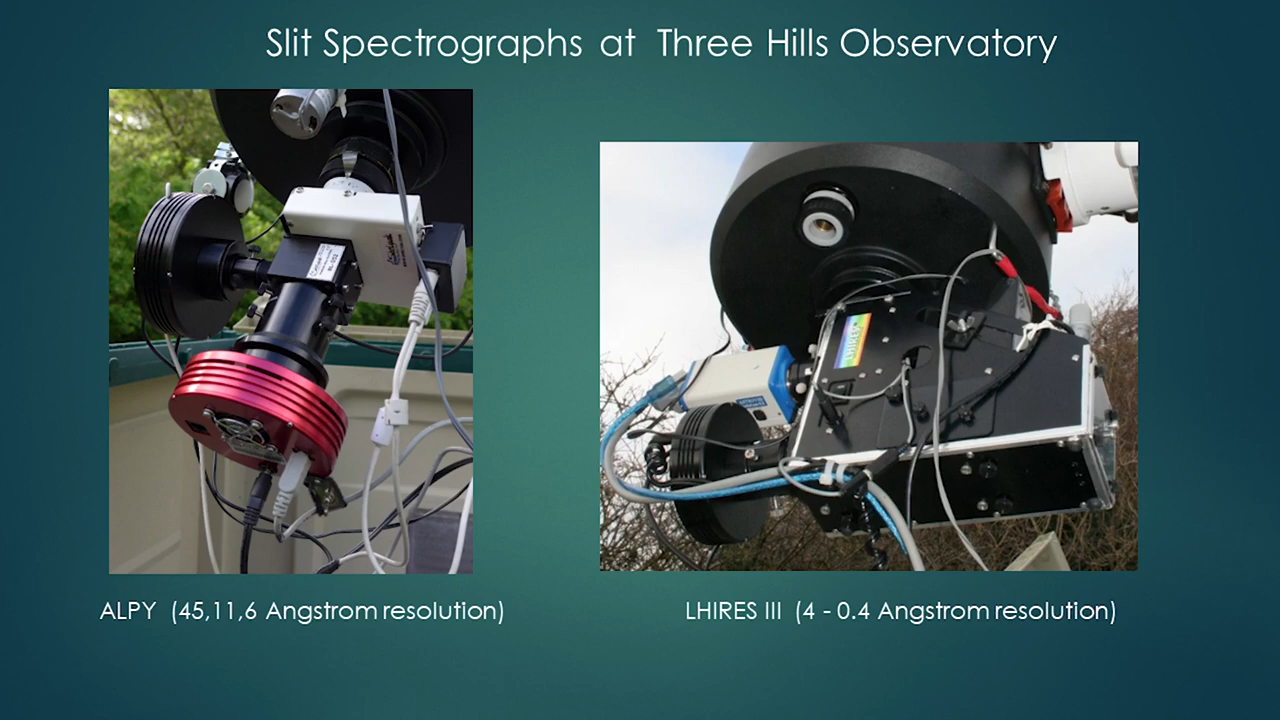 Slit Spectrographs at Three Hills Observatory
LHIRES
ALPY (45,11,6 Angstrom resolution)
LHIRES III (4 - 0.4 Angstrom resolution)